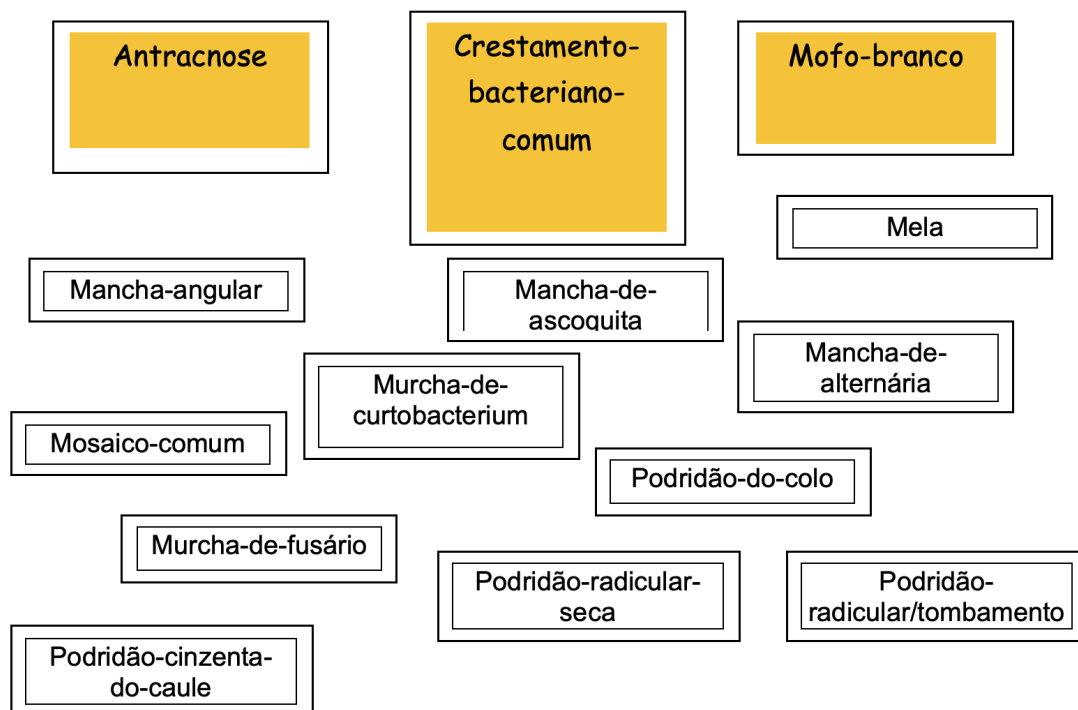 Antracnose
Crestamento-
bacteriano-
comum
Mofo-branco
Mela
Mancha-angular
Mancha-de-
ascoquita
Mancha-de-
alternária
Murcha-de-
curtobacterium
Mosaico-comum
Podridão-do-colo
Murcha-de-fusário
Podridão-radicular-
seca
Podridão-
radicular/tombamento
Podridão-cinzenta-
do-caule